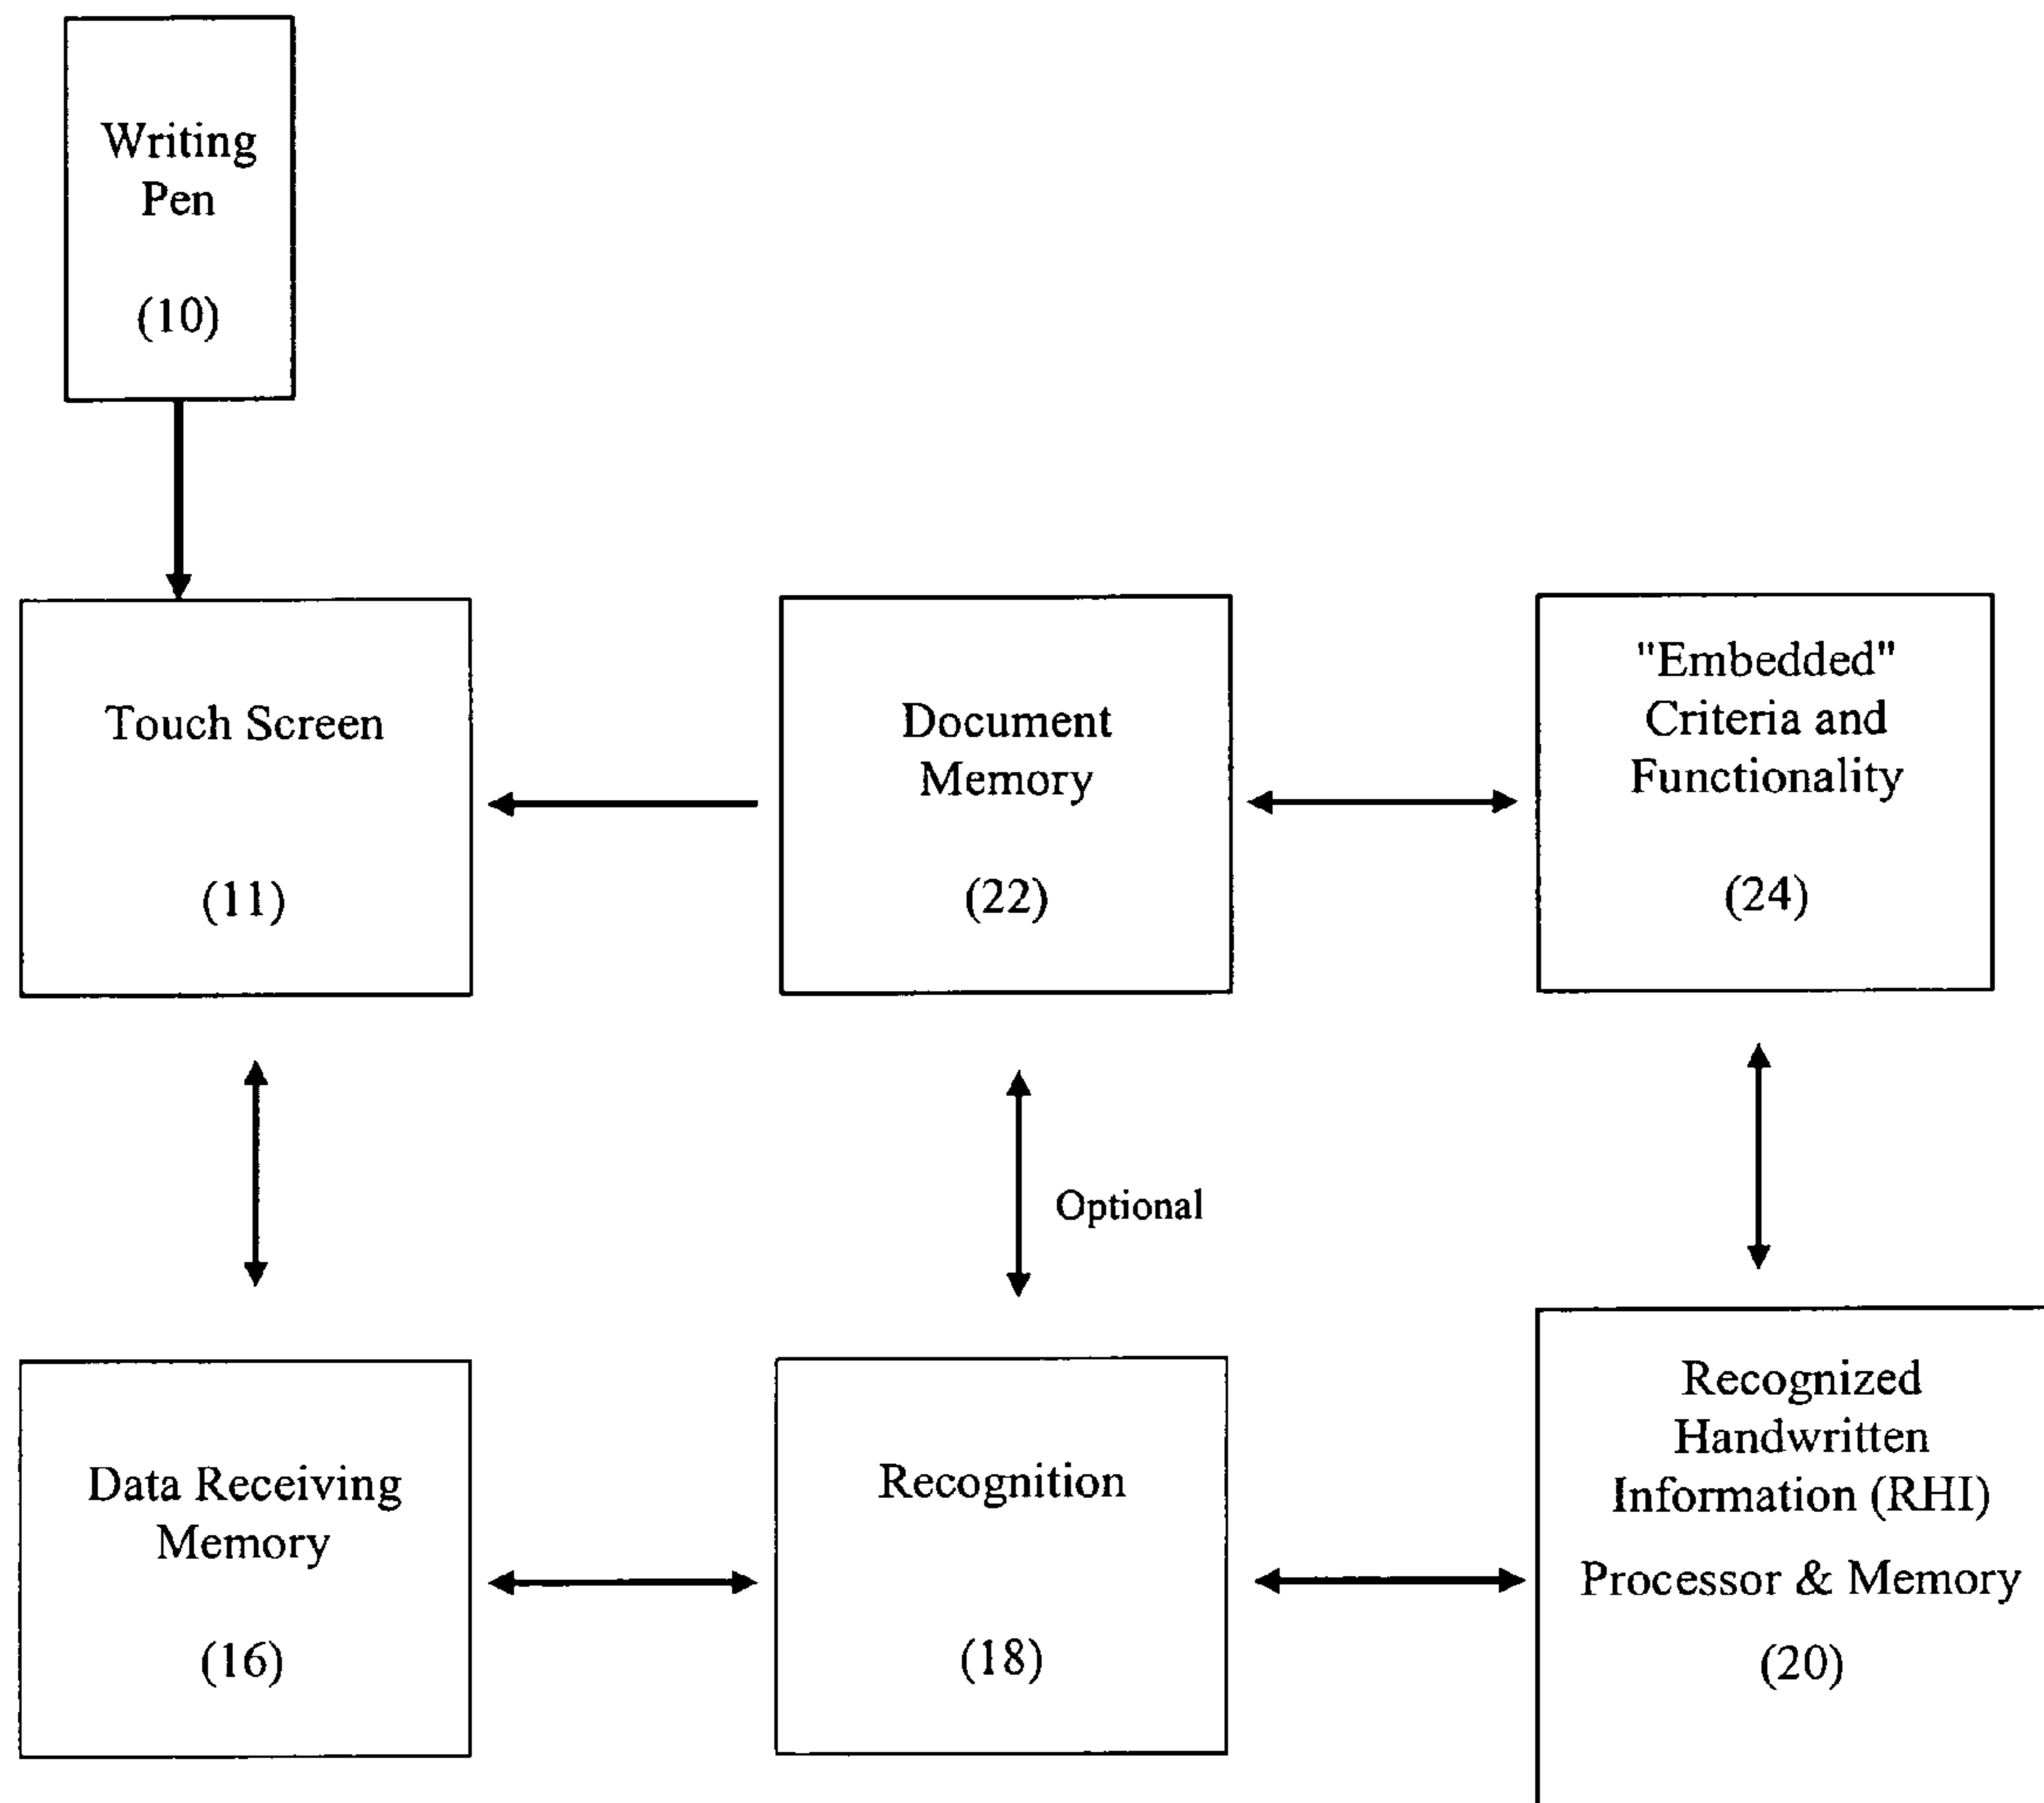 Writing
Pen
(10)
Touch Screen
(11)
Document
Memory
(22)
"Embedded"
Criteria and
Functionality
(24)
Optional
Data Receiving
Memory
(16)
Recognition
(18)
Recognized
Handwritten
Information (RHI)
Processor & Memory
(20)